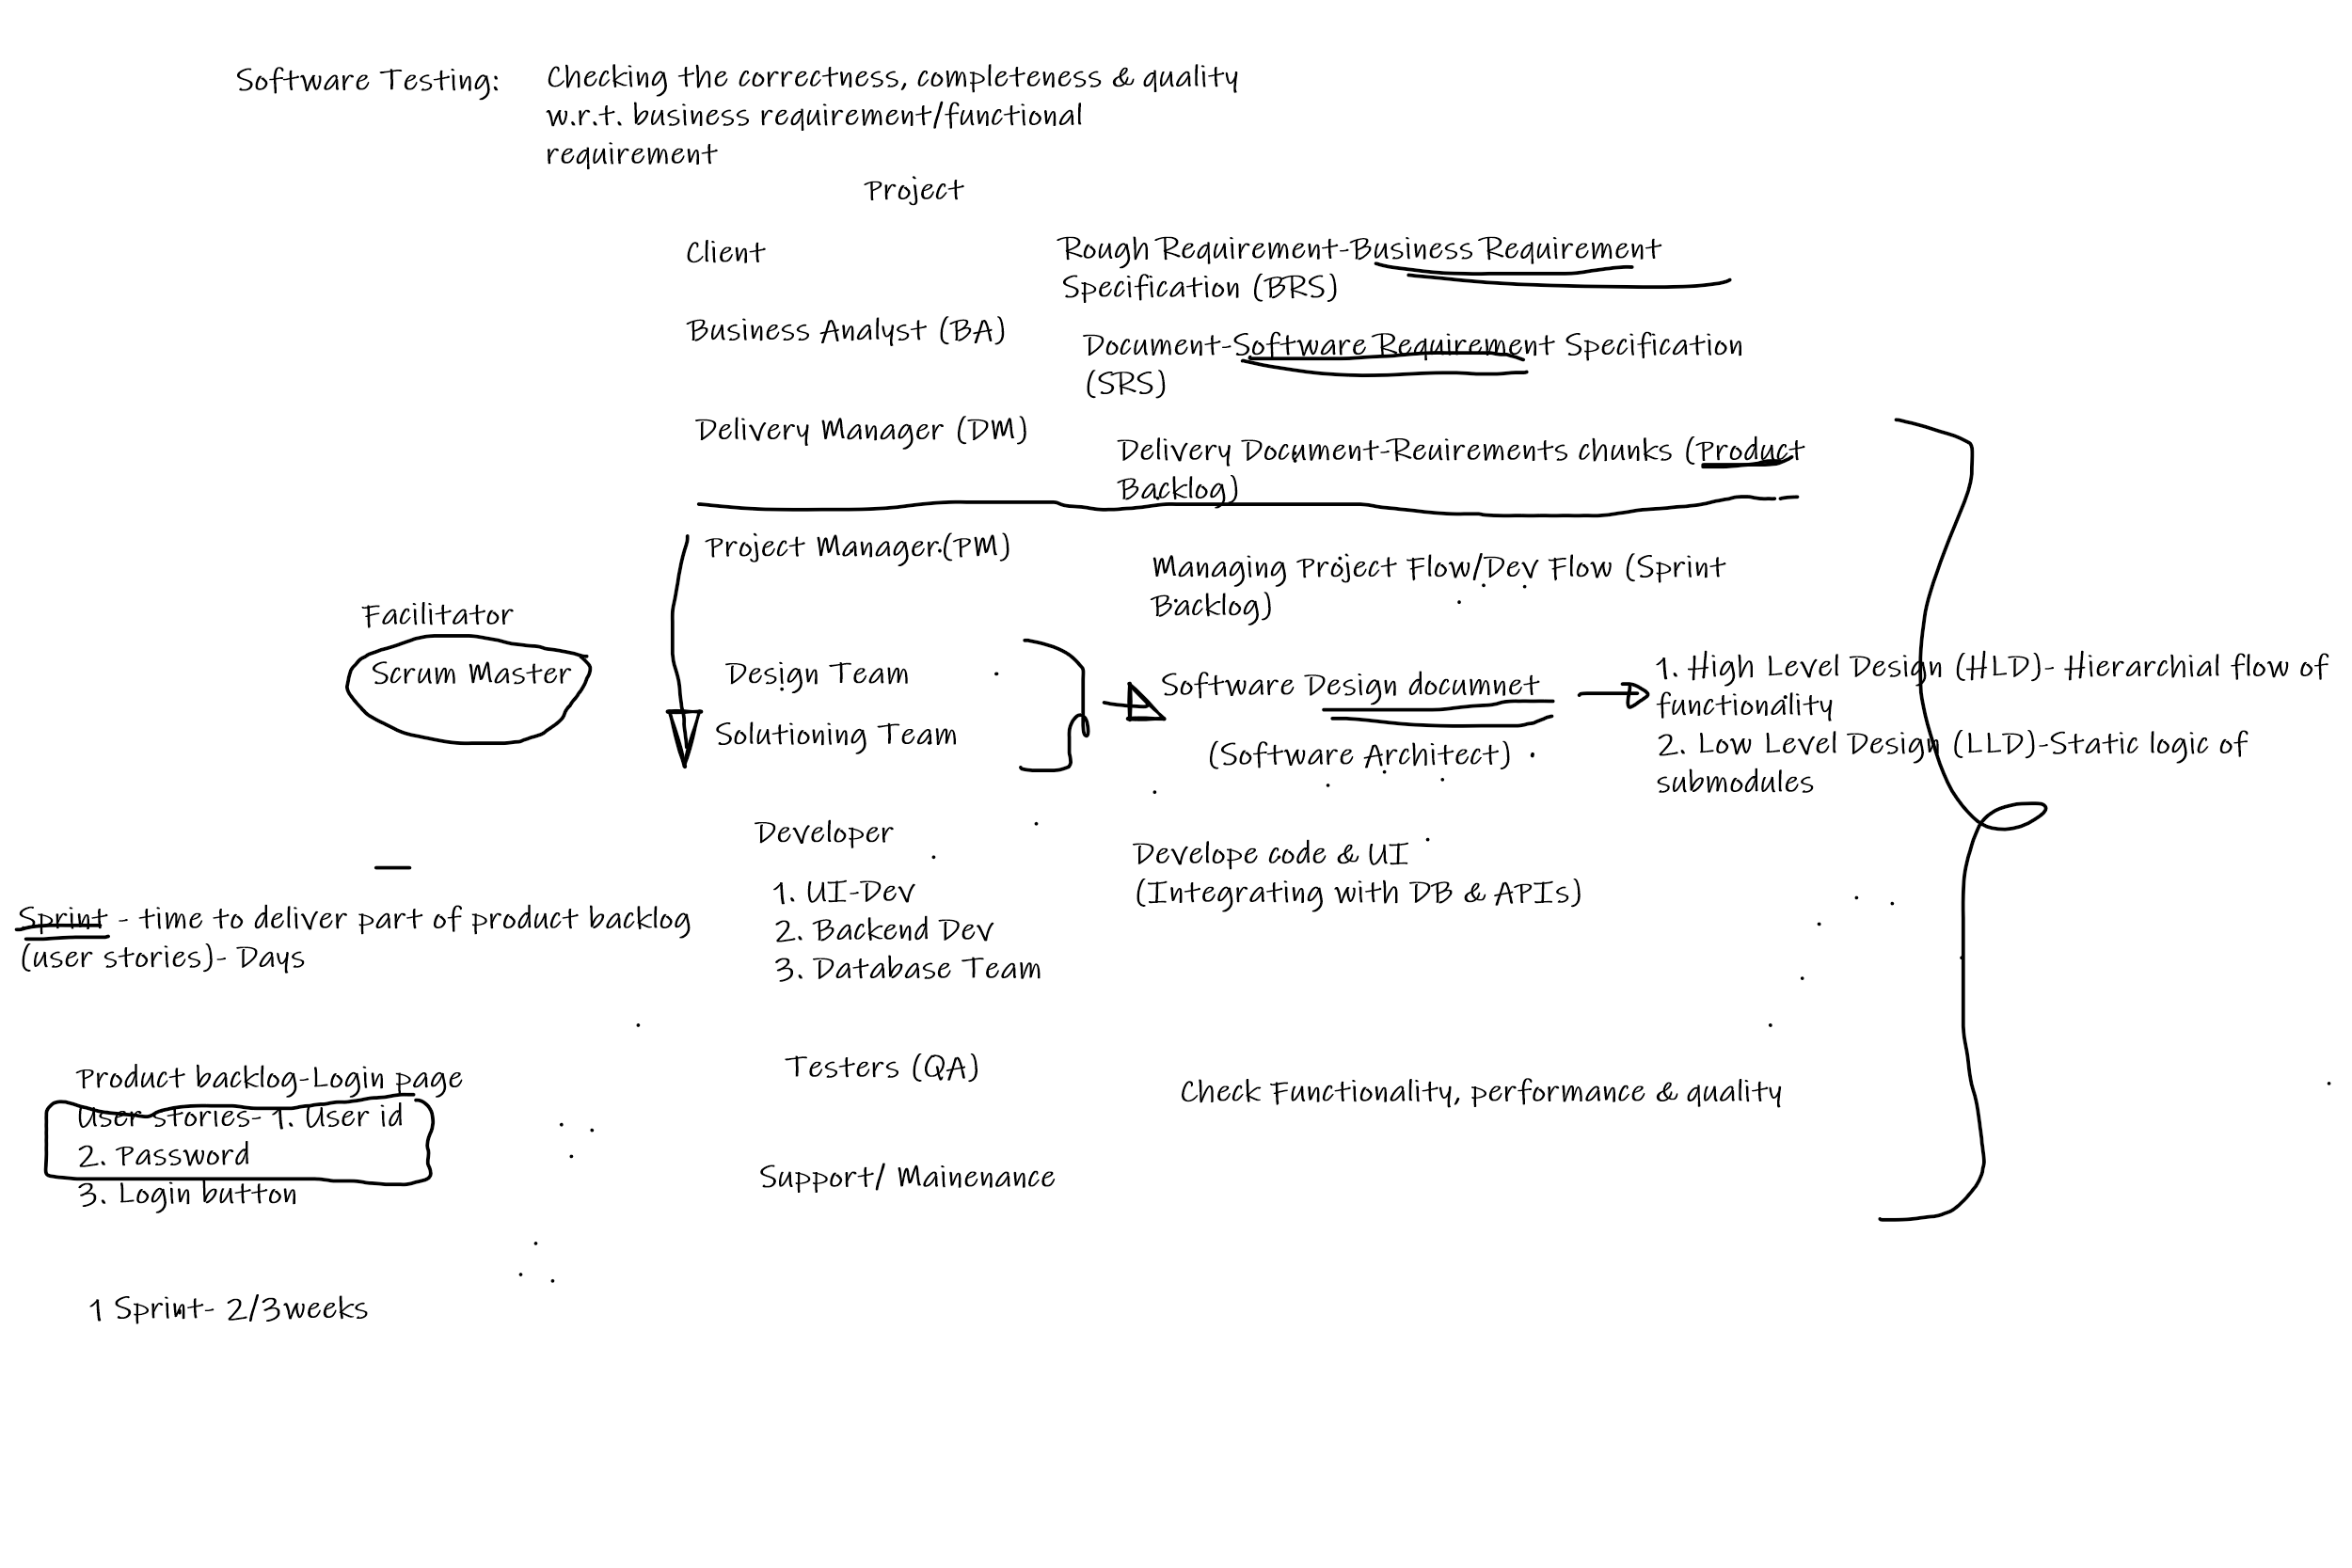 Software Testing:
Checking the correctness, completeness & quality
w.r.t. business requirement/functional
requirement
Project
Client
Rough Requirement-Business Requirement
Specification (BRS)
Business Analyst (BA)
Document-Software Requirement Specification
(SRS)
Delivery Manager (DM)
Delivery Document-Reuirements chunks (Product
Backlog)
Project Manager (PM)
Managing Project Flow/Dev Flow (Sprint
Backlog)
Facilitator
Scrum Master
Design Team
Solutioning Team
Software Design documnet
(Software Architect)
1. High Level Design (HLD)- Hierarchial flow of
functionality
2. Low Level Design (LLD)-Static logic of
submodules
Developer
1. UI-Dev
2. Backend Dev
3. Database Team
Develope code & UI
(Integrating with DB & APIs)
Sprint - time to deliver part of product backlog
(user stories)- Days
Testers (QA)
Check Functionality, performance & quality
Product backlog-Login page
User stories- 1. User id
2. Password
3. Login button
Support/ Mainenance
1 Sprint- 2/3weeks